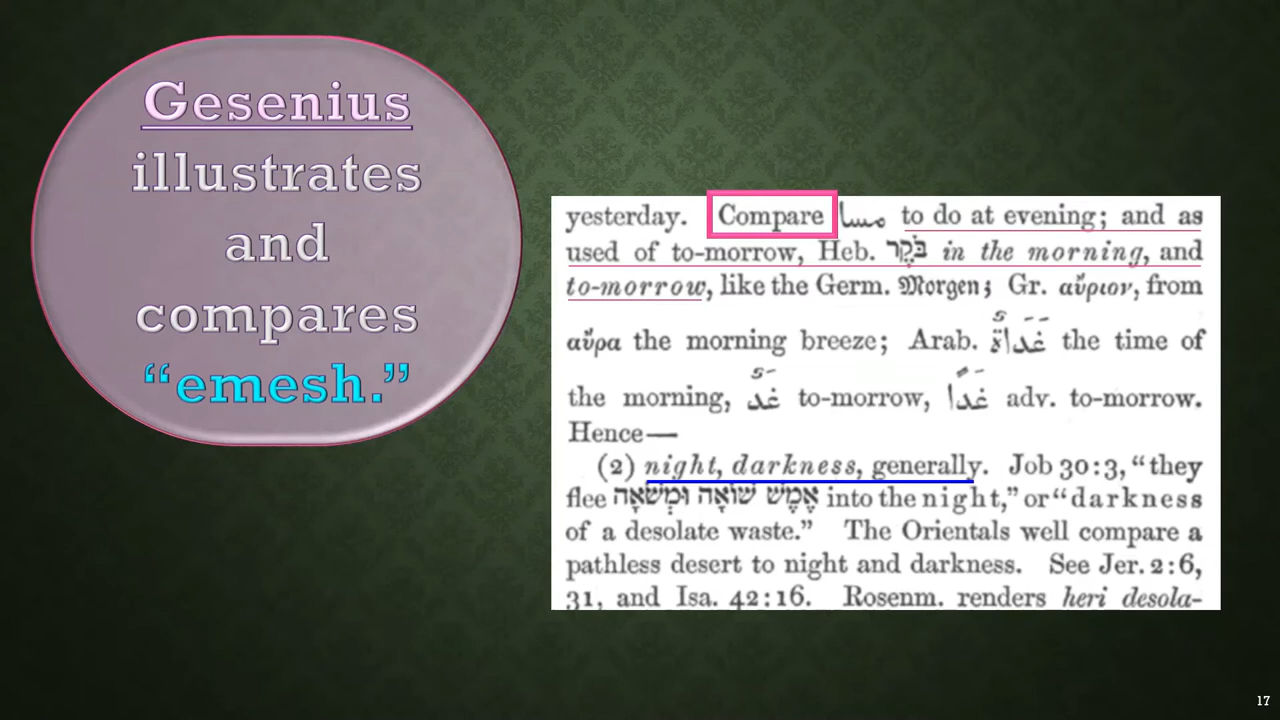 Gesenius
illustrates
and
compares
“emesh.”
yesterday. Compare مسا to do at evening; and as
used of to-morrow, Heb. בֹּקֶר in the morning, and
to-morrow, like the Germ. Morgen; Gr. αὔριον, from
αὔρα the morning breeze; Arab. غَدَاةٌ the time of
the morning, غَدٌ to-morrow, غَدًا adv. to-morrow.
Hence—
(2) night, darkness, generally. Job 30:3, “they
flee אֶמֶשׁ שׁוֹאָה וּמְשֹׁאָה into the night,” or “darkness
of a desolate waste.” The Orientals well compare a
pathless desert to night and darkness. See Jer. 2:6,
31, and Isa. 42:16. Rosenm. renders heri desola-
17